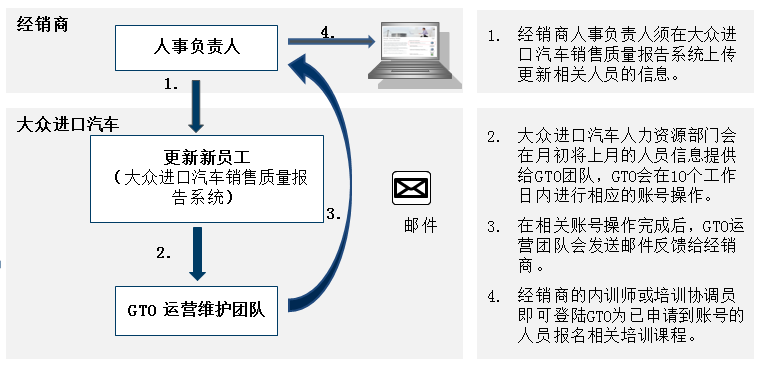 经销商
人事负责人
4.
1.
大众进口汽车
更新新员工
（大众进口汽车销售质量报
告系统）
3.
邮件
2.
GTO 运营维护团队
1. 经销商人事负责人须在大众进
口汽车销售质量报告系统上传
更新相关人员的信息。
2. 大众进口汽车人力资源部门会
在月初将上月的人员信息提供
给GTO团队，GTO会在10个工作
日内进行相应的账号操作。
3. 在相关账号操作完成后，GTO运
营团队会发送邮件反馈给经销
商。
4. 经销商的内训师或培训协调员
即可登陆GTO为已申请到账号的
人员报名相关培训课程。